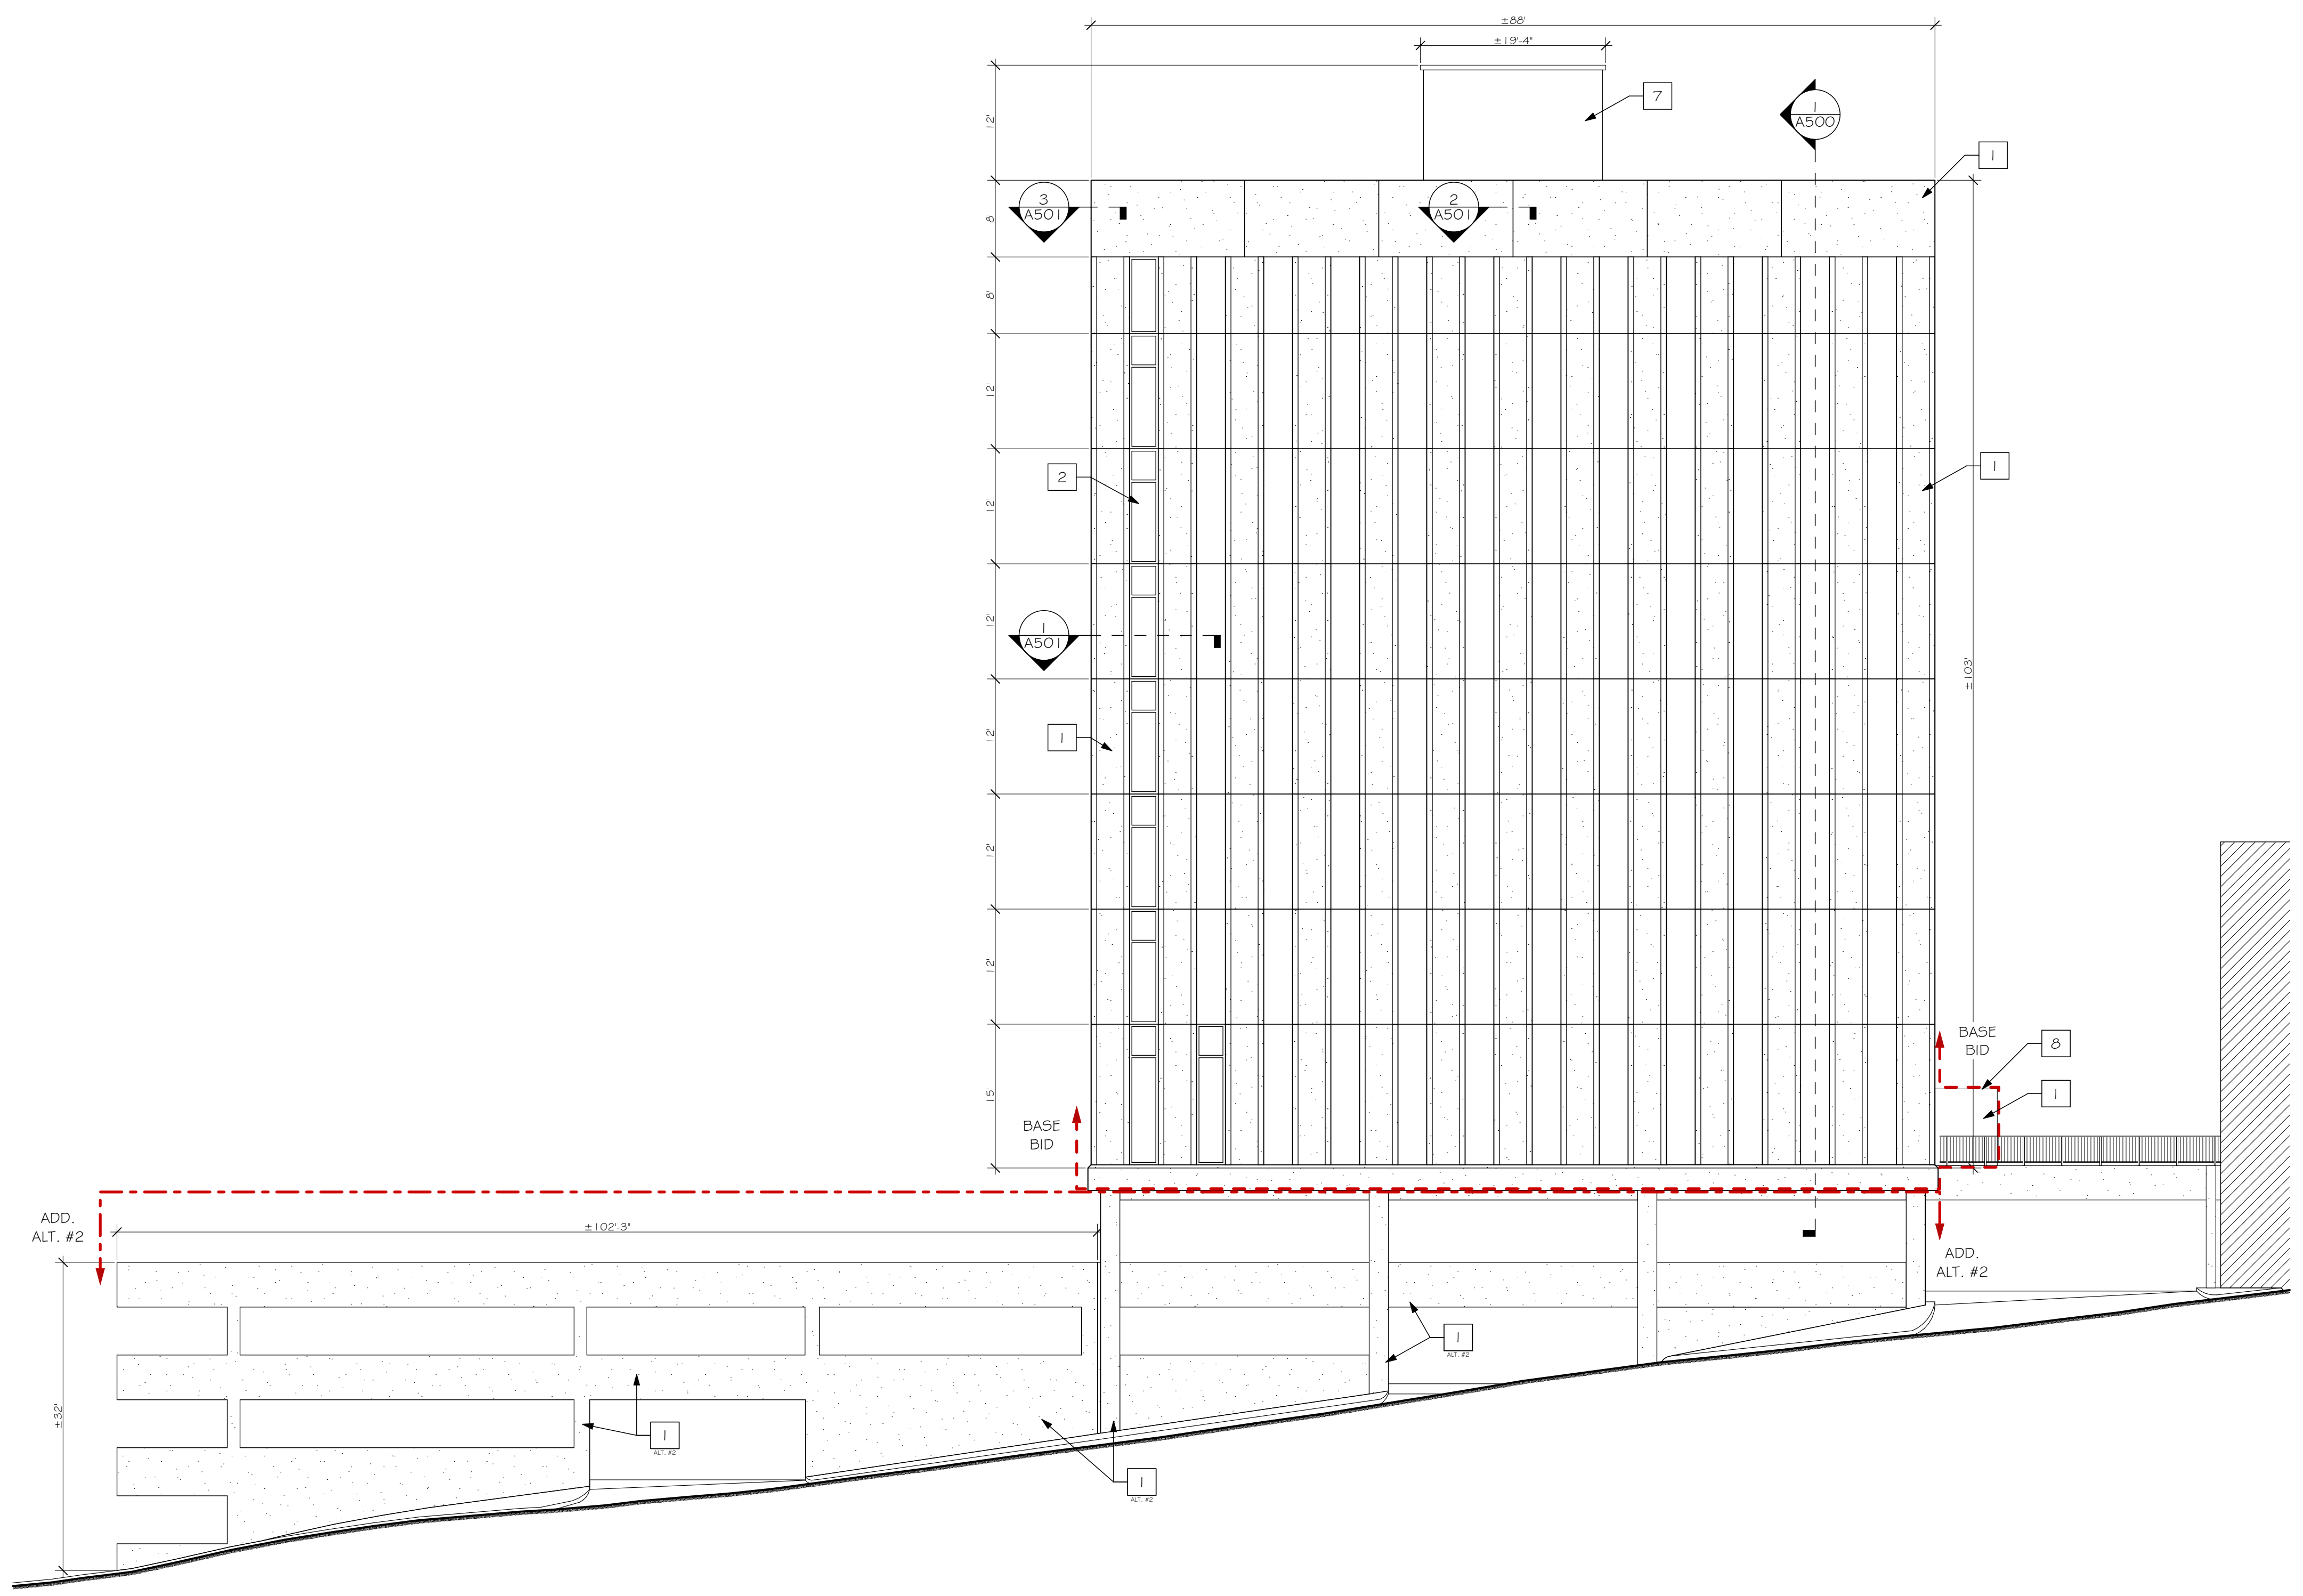 ±88'
±19'-4"
7
1
A500
12'
1
3
A501
2
A501
8'
8'
12'
2
1
12'
1
A501
12'
±103'
1
12'
12'
12'
BASE
BID
8
15'
1
BASE
BID
ADD.
ALT. #2
±102'-3"
ADD.
ALT. #2
1
ALT. #2
±32'
1
ALT. #2
1
ALT. #2